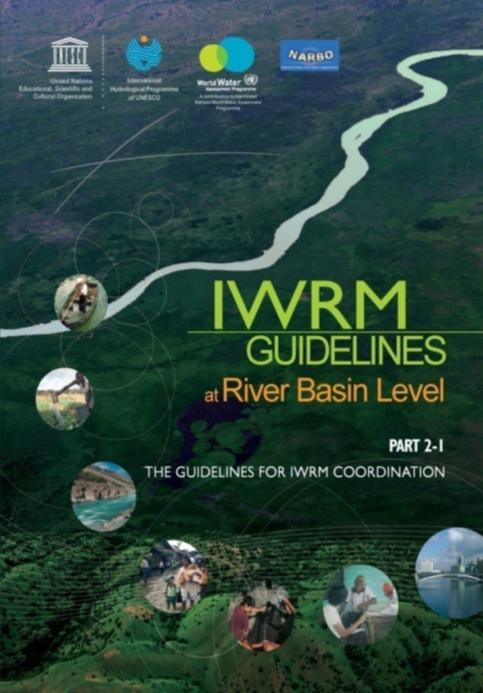 United Nations
Educational, Scientific and
Cultural Organization
International
Hydrological Programme
of UNESCO
World Water
Assessment Programme
NARBO
IWRM
GUIDELINES
at River Basin Level
PART 2-1
THE GUIDELINES FOR IWRM COORDINATION